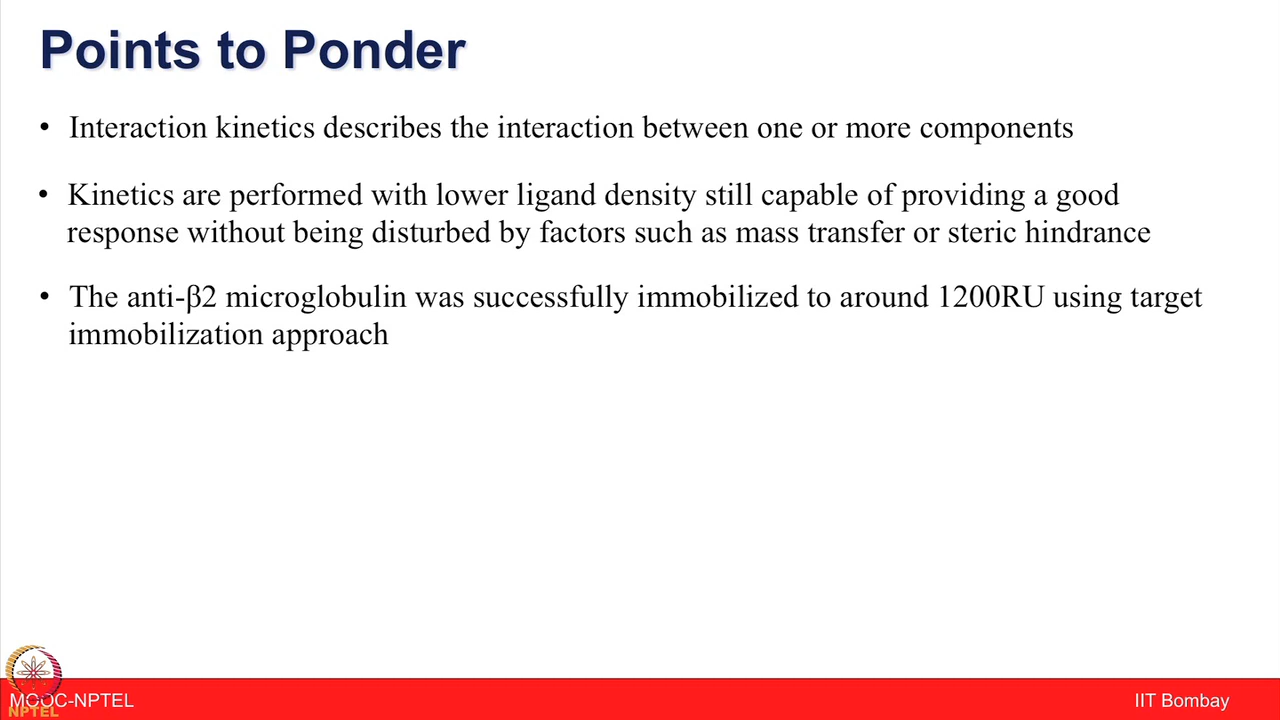 Points to Ponder
• Interaction kinetics describes the interaction between one or more components
• Kinetics are performed with lower ligand density still capable of providing a good
response without being disturbed by factors such as mass transfer or steric hindrance
• The anti-β2 microglobulin was successfully immobilized to around 1200RU using target
immobilization approach
MOOC-NPTEL
IIT Bombay
NPTEL